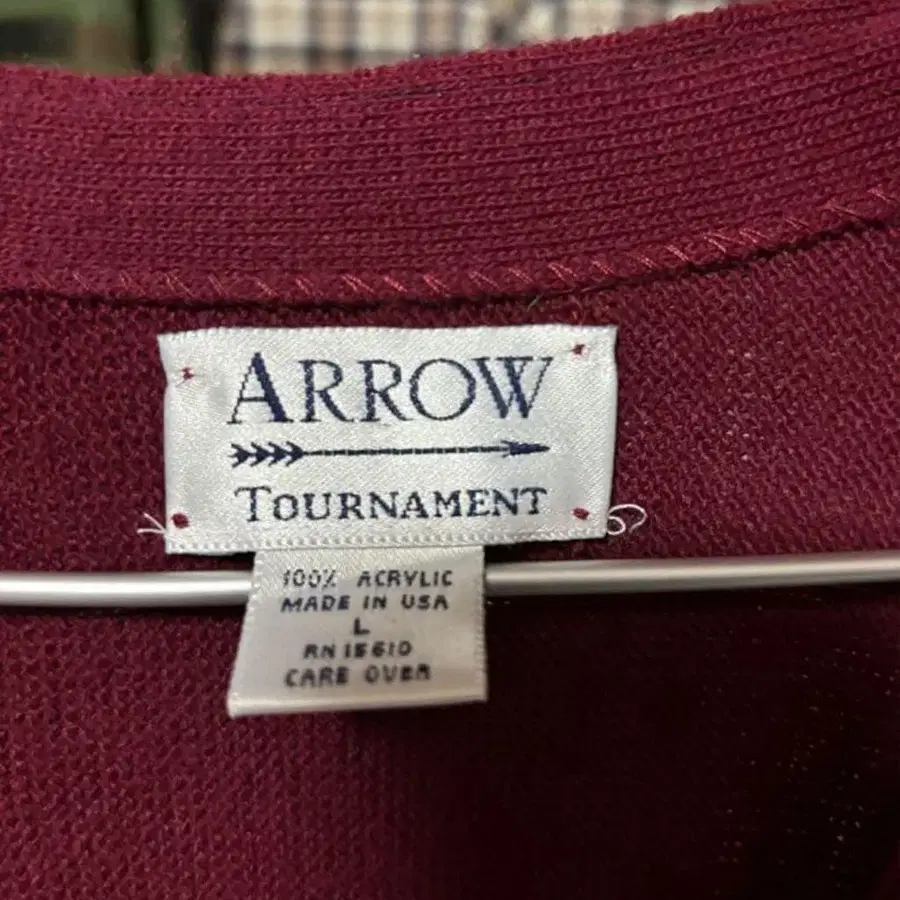 ARROW
TOURNAMENT
100% ACRYLIC
MADE IN USA
L
RN 15610
CARE OVER